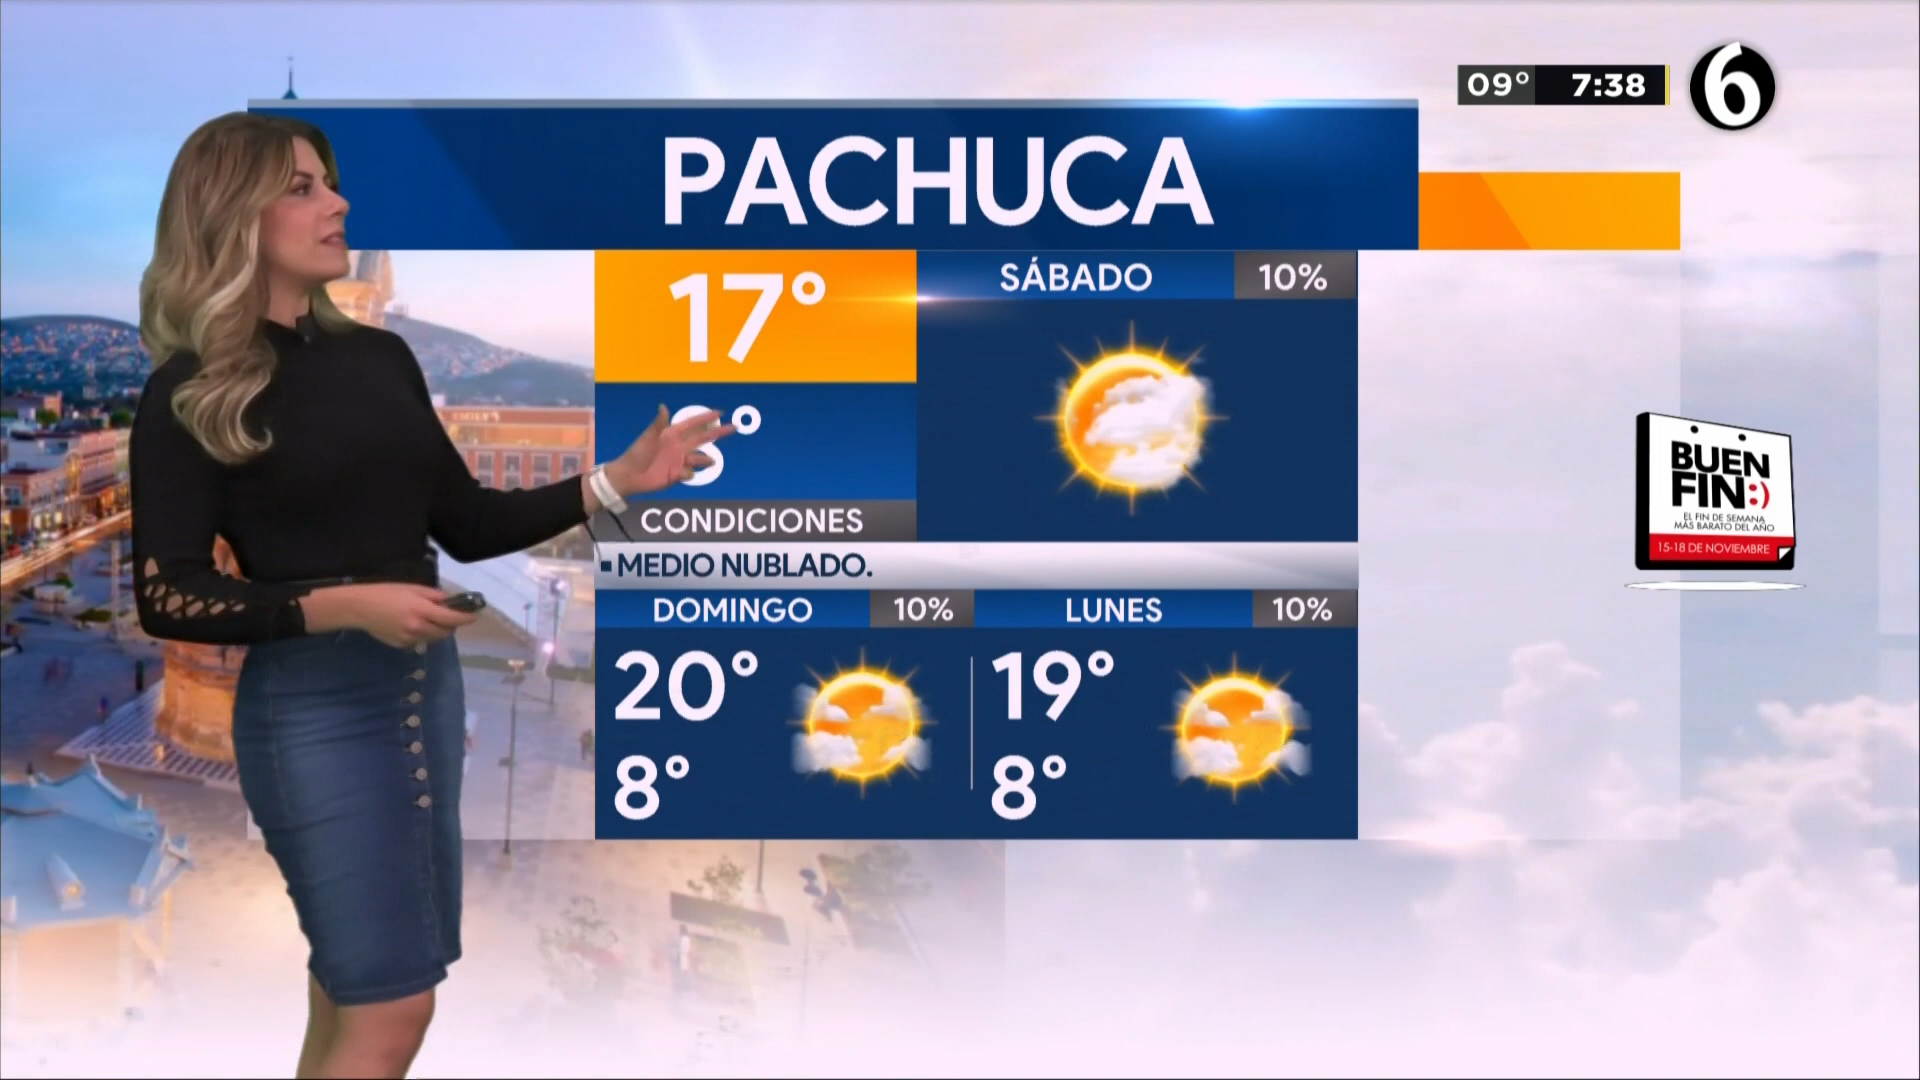 09° 7:38
6
PACHUCA
17°
SÁBADO 10%
8°
CONDICIONES
▪MEDIO NUBLADO.
DOMINGO 10%
20°
8°
LUNES 10%
19°
8°
BUEN
FIN:)
EL FIN DE SEMANA
MÁS BARATO DEL AÑO
15-18 DE NOVIEMBRE